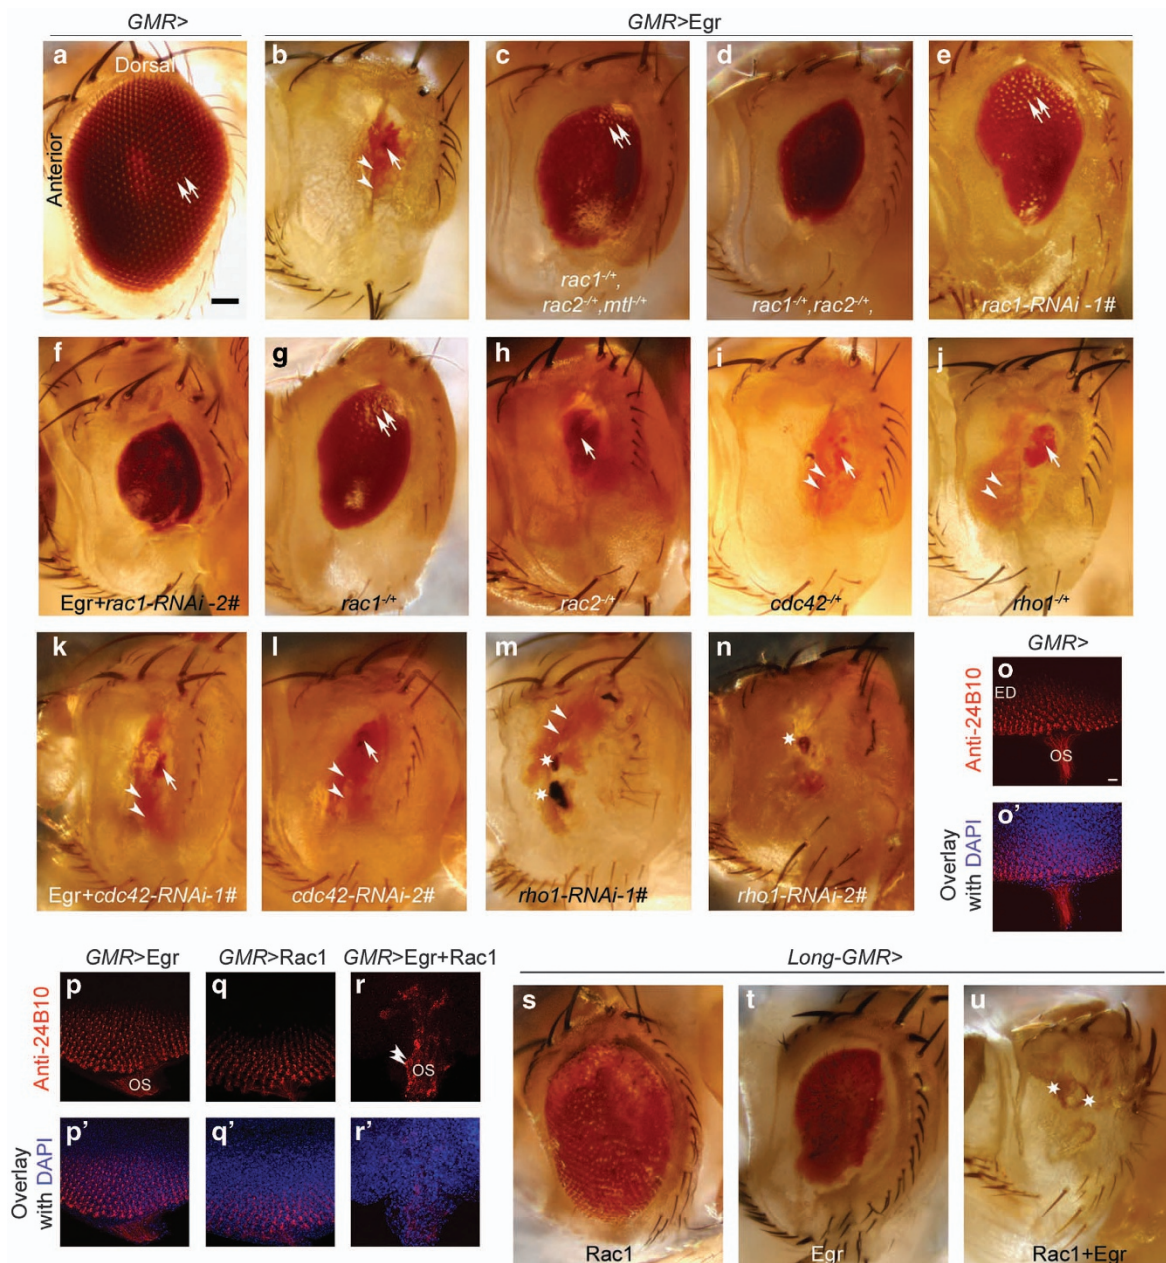 GMR>
GMR>Egr
a
Dorsal
Anterior
b
c
rac1-/+,
rac2-/+,mtl-/+
d
rac1-/+,rac2-/+,
e
rac1-RNAi -1#
f
Egr+rac1-RNAi -2#
g
rac1-/+
h
rac2-/+
i
cdc42-/+
j
rho1-/+
k
Egr+cdc42-RNAi-1#
l
cdc42-RNAi-2#
m
rho1-RNAi-1#
n
rho1-RNAi-2#
GMR>
o
ED
OS
Anti-24B10
o'
Overlay
with DAPI
GMR>Egr
GMR>Rac1
GMR>Egr+Rac1
Anti-24B10
p
OS
q
r
OS
Overlay
with DAPI
p'
q'
r'
Long-GMR>
s
Rac1
t
Egr
u
Rac1+Egr